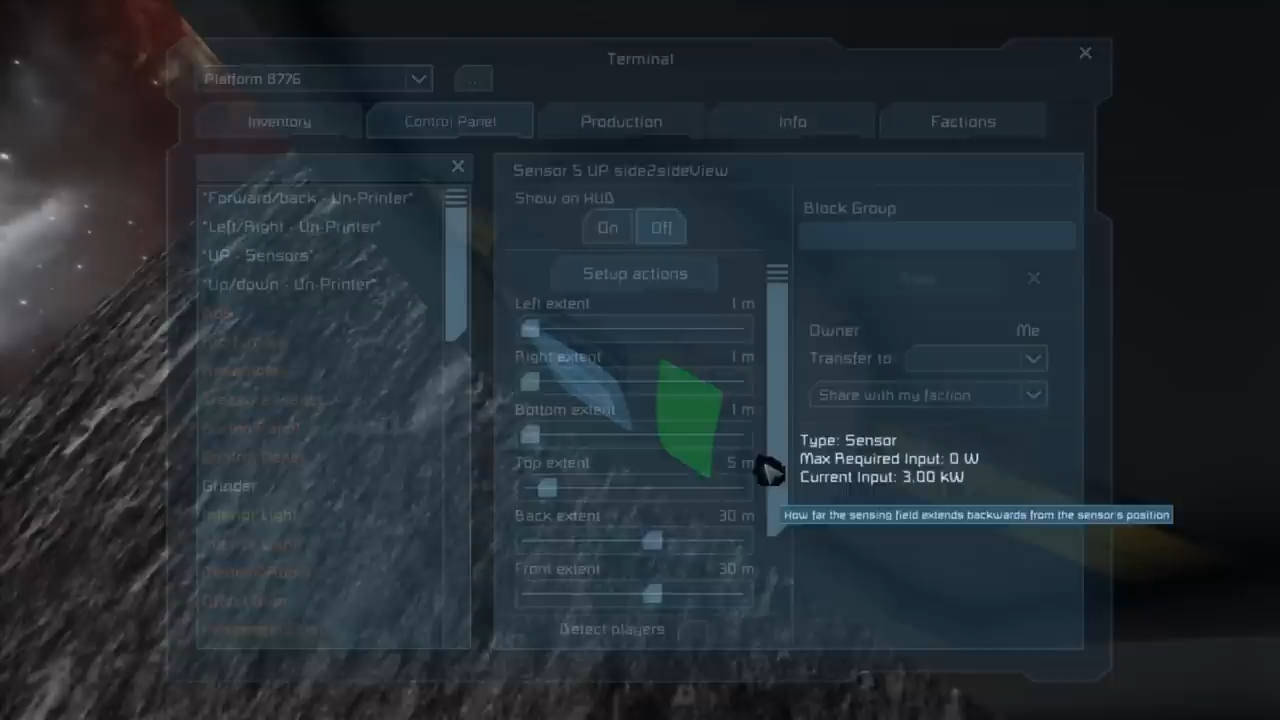 Terminal
Platform 8776
...
Inventory
Control Panel
Production
Info
Factions
Sensor 5 UP side2sideView
"Forward/back - Un-Printer"
"Left/Right - Un-Printer"
"UP - Sensors"
"Up/down - Un-Printer"
Grinder
Interior Light
Show on HUD
On
Off
Setup actions
Left extent
1 m
Right extent
1 m
Bottom extent
1 m
Top extent
5 m
Back extent
30 m
Front extent
30 m
Detect players
Block Group
Owner
Me
Transfer to
Share with my faction
Type: Sensor
Max Required Input: 0 W
Current Input: 3.00 kW
How far the sensing field extends backwards from the sensor's position